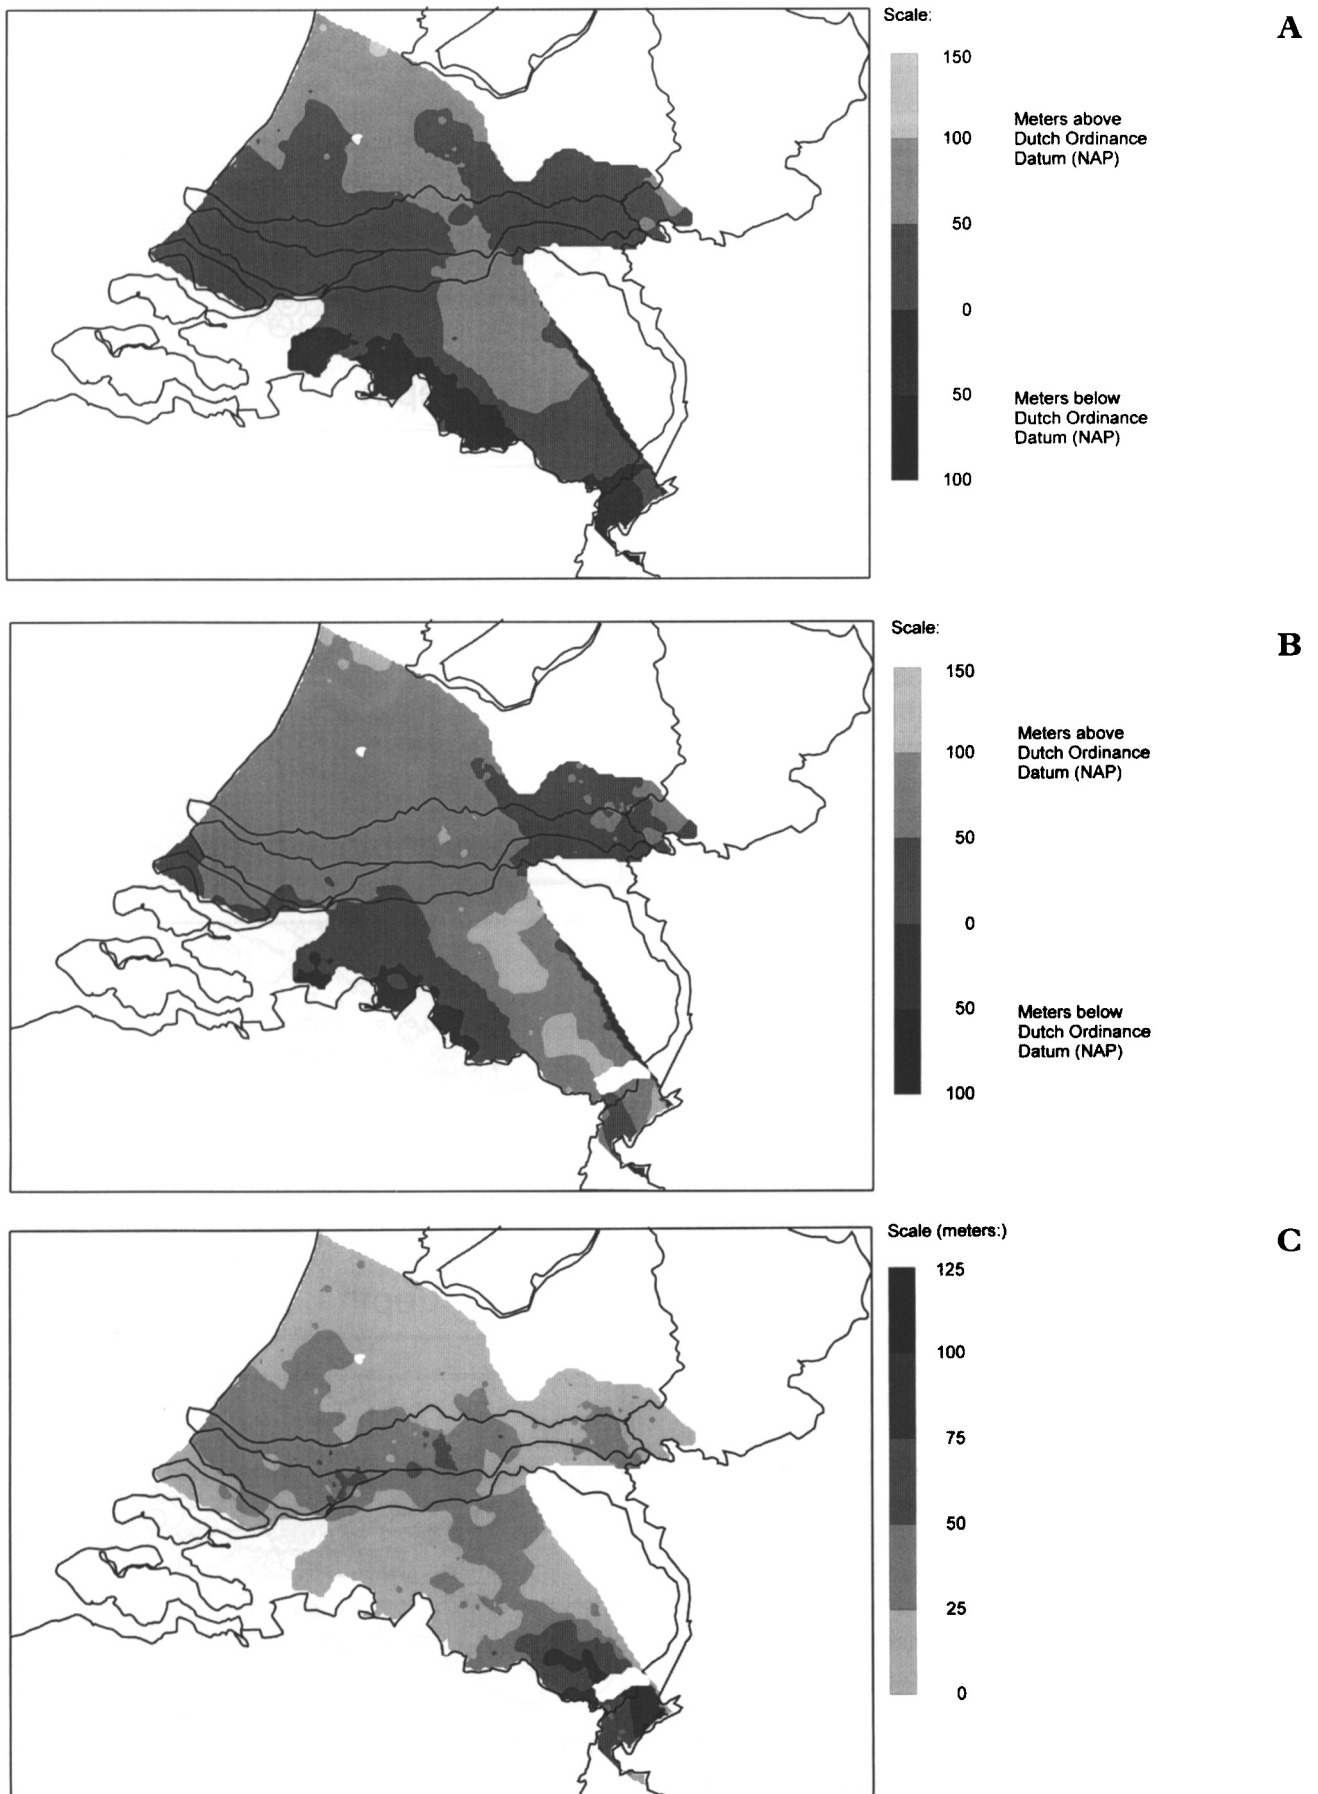 Scale:
A
150
100
Meters above
Dutch Ordinance
Datum (NAP)
50
0
50
Meters below
Dutch Ordinance
Datum (NAP)
100
Scale:
B
150
100
Meters above
Dutch Ordinance
Datum (NAP)
50
0
50
Meters below
Dutch Ordinance
Datum (NAP)
100
Scale (meters:)
C
125
100
75
50
25
0